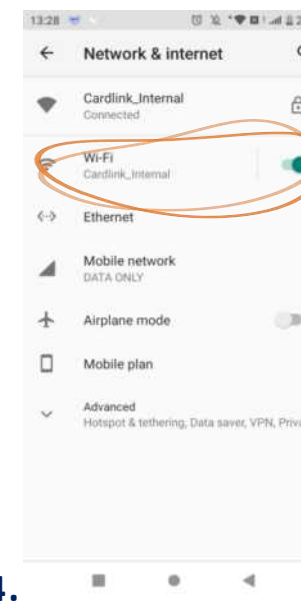 13:28
Network & internet
Cardlink_Internal
Connected
Wi-Fi
Cardlink_Internal
Ethernet
Mobile network
DATA ONLY
Airplane mode
Mobile plan
Advanced
Hotspot & tethering, Data saver, VPN, Priva
4.